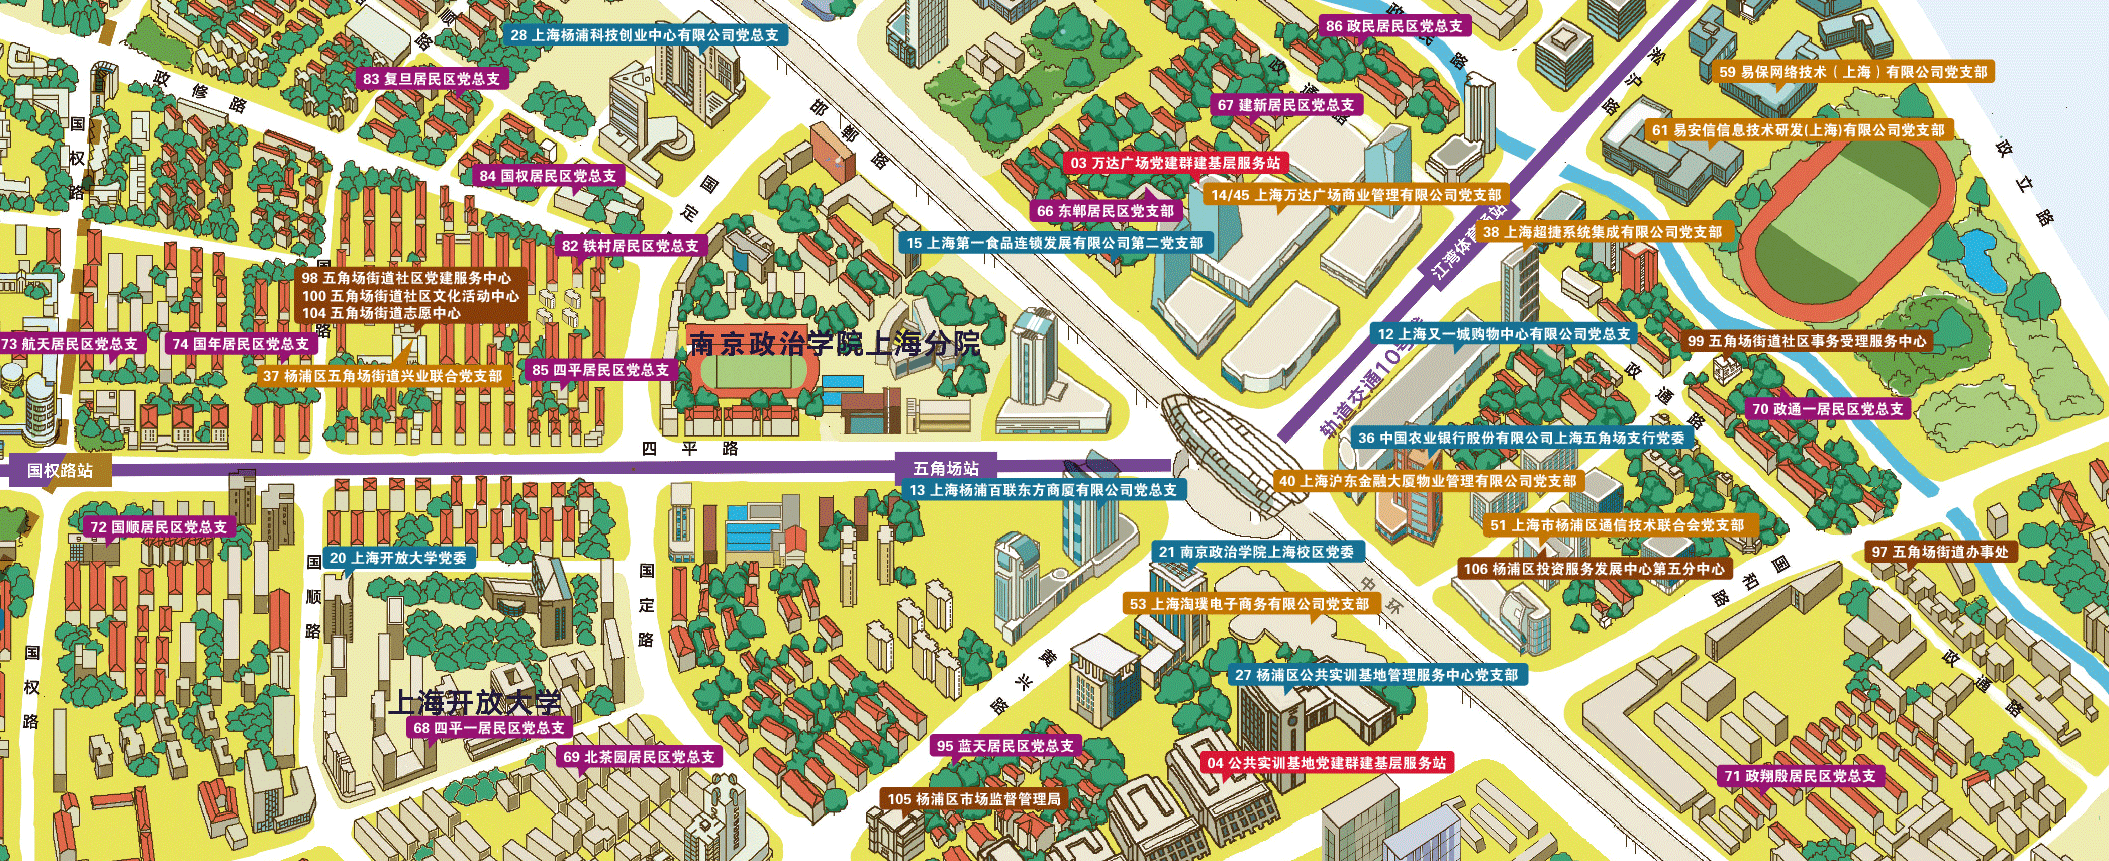 28 上海杨浦科技创业中心有限公司党总支
86 政民居民区党总支
83 复旦居民区党总支
59 易保网络技术（上海）有限公司党支部
67 建新居民区党总支
61 易安信信息技术研发(上海)有限公司党支部
政修路
邯郸路
淞沪路
政立路
国权路
03 万达广场党建群建基层服务站
84 国权居民区党总支
14/45 上海万达广场商业管理有限公司党支部
国定路
66 东郸居民区党支部
82 铁村居民区党总支
15 上海第一食品连锁发展有限公司第二党支部
38 上海超捷系统集成有限公司党支部
98 五角场街道社区党建服务中心
100 五角场街道社区文化活动中心
104 五角场街道志愿中心
73 航天居民区党总支
74 国年居民区党总支
南京政治学院上海分院
12 上海又一城购物中心有限公司党总支
99 五角场街道社区事务受理服务中心
37 杨浦区五角场街道兴业联合党支部
85 四平居民区党总支
政通路
70 政通一居民区党总支
四平路
36 中国农业银行股份有限公司上海五角场支行党委
国权路站
五角场站
13 上海杨浦百联东方商厦有限公司党总支
40 上海沪东金融大厦物业管理有限公司党支部
72 国顺居民区党总支
51 上海市杨浦区通信技术联合会党支部
20 上海开放大学党委
21 南京政治学院上海校区党委
97 五角场街道办事处
106 杨浦区投资服务发展中心第五分中心
国顺路
国定路
中环
国和路
53 上海淘璞电子商务有限公司党支部
国权路
黄兴路
政通路
27 杨浦区公共实训基地管理服务中心党支部
上海开放大学
68 四平一居民区党总支
69 北茶园居民区党总支
95 蓝天居民区党总支
04 公共实训基地党建群建基层服务站
71 政翔殷居民区党总支
105 杨浦区市场监督管理局